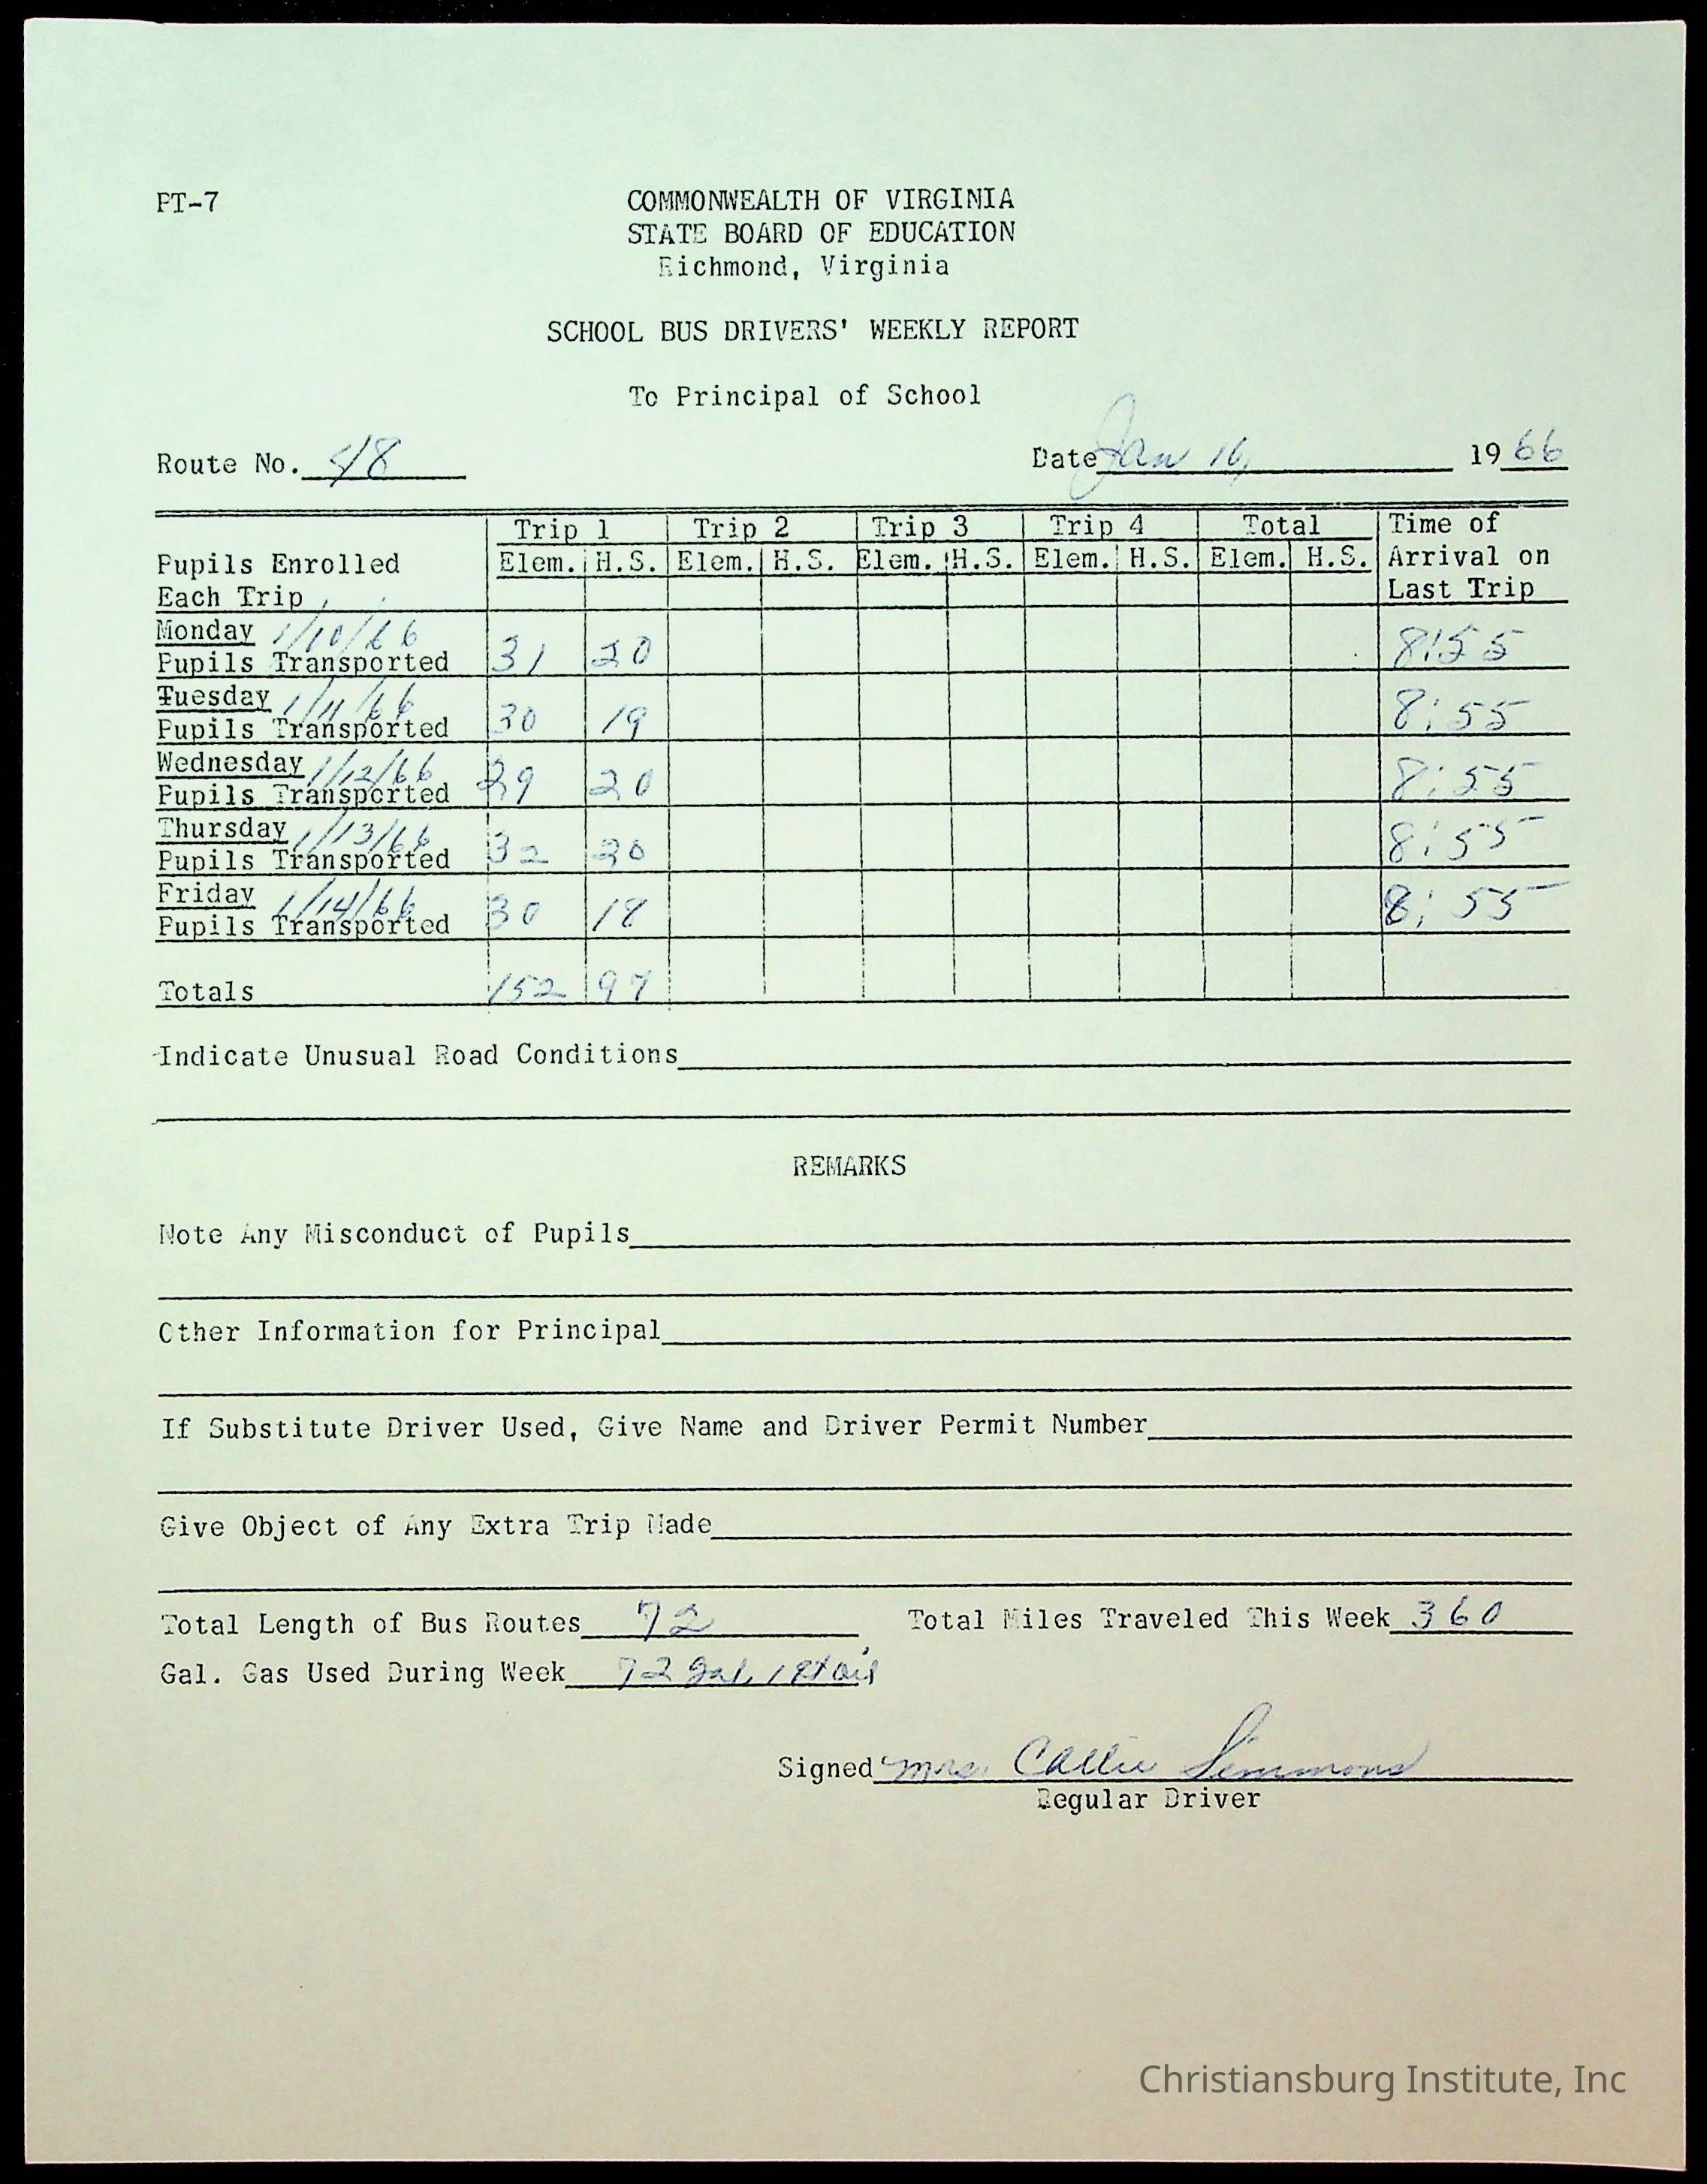 PT-7
COMMONWEALTH OF VIRGINIA
STATE BOARD OF EDUCATION
Richmond, Virginia
SCHOOL BUS DRIVERS' WEEKLY REPORT
To Principal of School
Route No. 48 Date Jan 16, 1966
Trip 1 Trip 2 Trip 3 Trip 4 Total Time of
Pupils Enrolled Elem. H.S. Elem. H.S. Elem. H.S. Elem. H.S. Elem. H.S. Arrival on
Each Trip Last Trip
Monday 1/10/66
Pupils Transported 31 20 8:55
Tuesday 1/11/66
Pupils Transported 30 19 8:55
Wednesday 1/12/66
Pupils Transported 29 20 8:55
Thursday 1/13/66
Pupils Transported 32 20 8:55
Friday 1/14/66
Pupils Transported 30 18 8:55
Totals 152 97
Indicate Unusual Road Conditions
REMARKS
Note Any Misconduct of Pupils
Other Information for Principal
If Substitute Driver Used, Give Name and Driver Permit Number
Give Object of Any Extra Trip Made
Total Length of Bus Routes 72 Total Miles Traveled This Week 360
Gal. Gas Used During Week 72 gal, 1 qt oil
Signed Mrs. Callie Simmons
Regular Driver
Christiansburg Institute, Inc